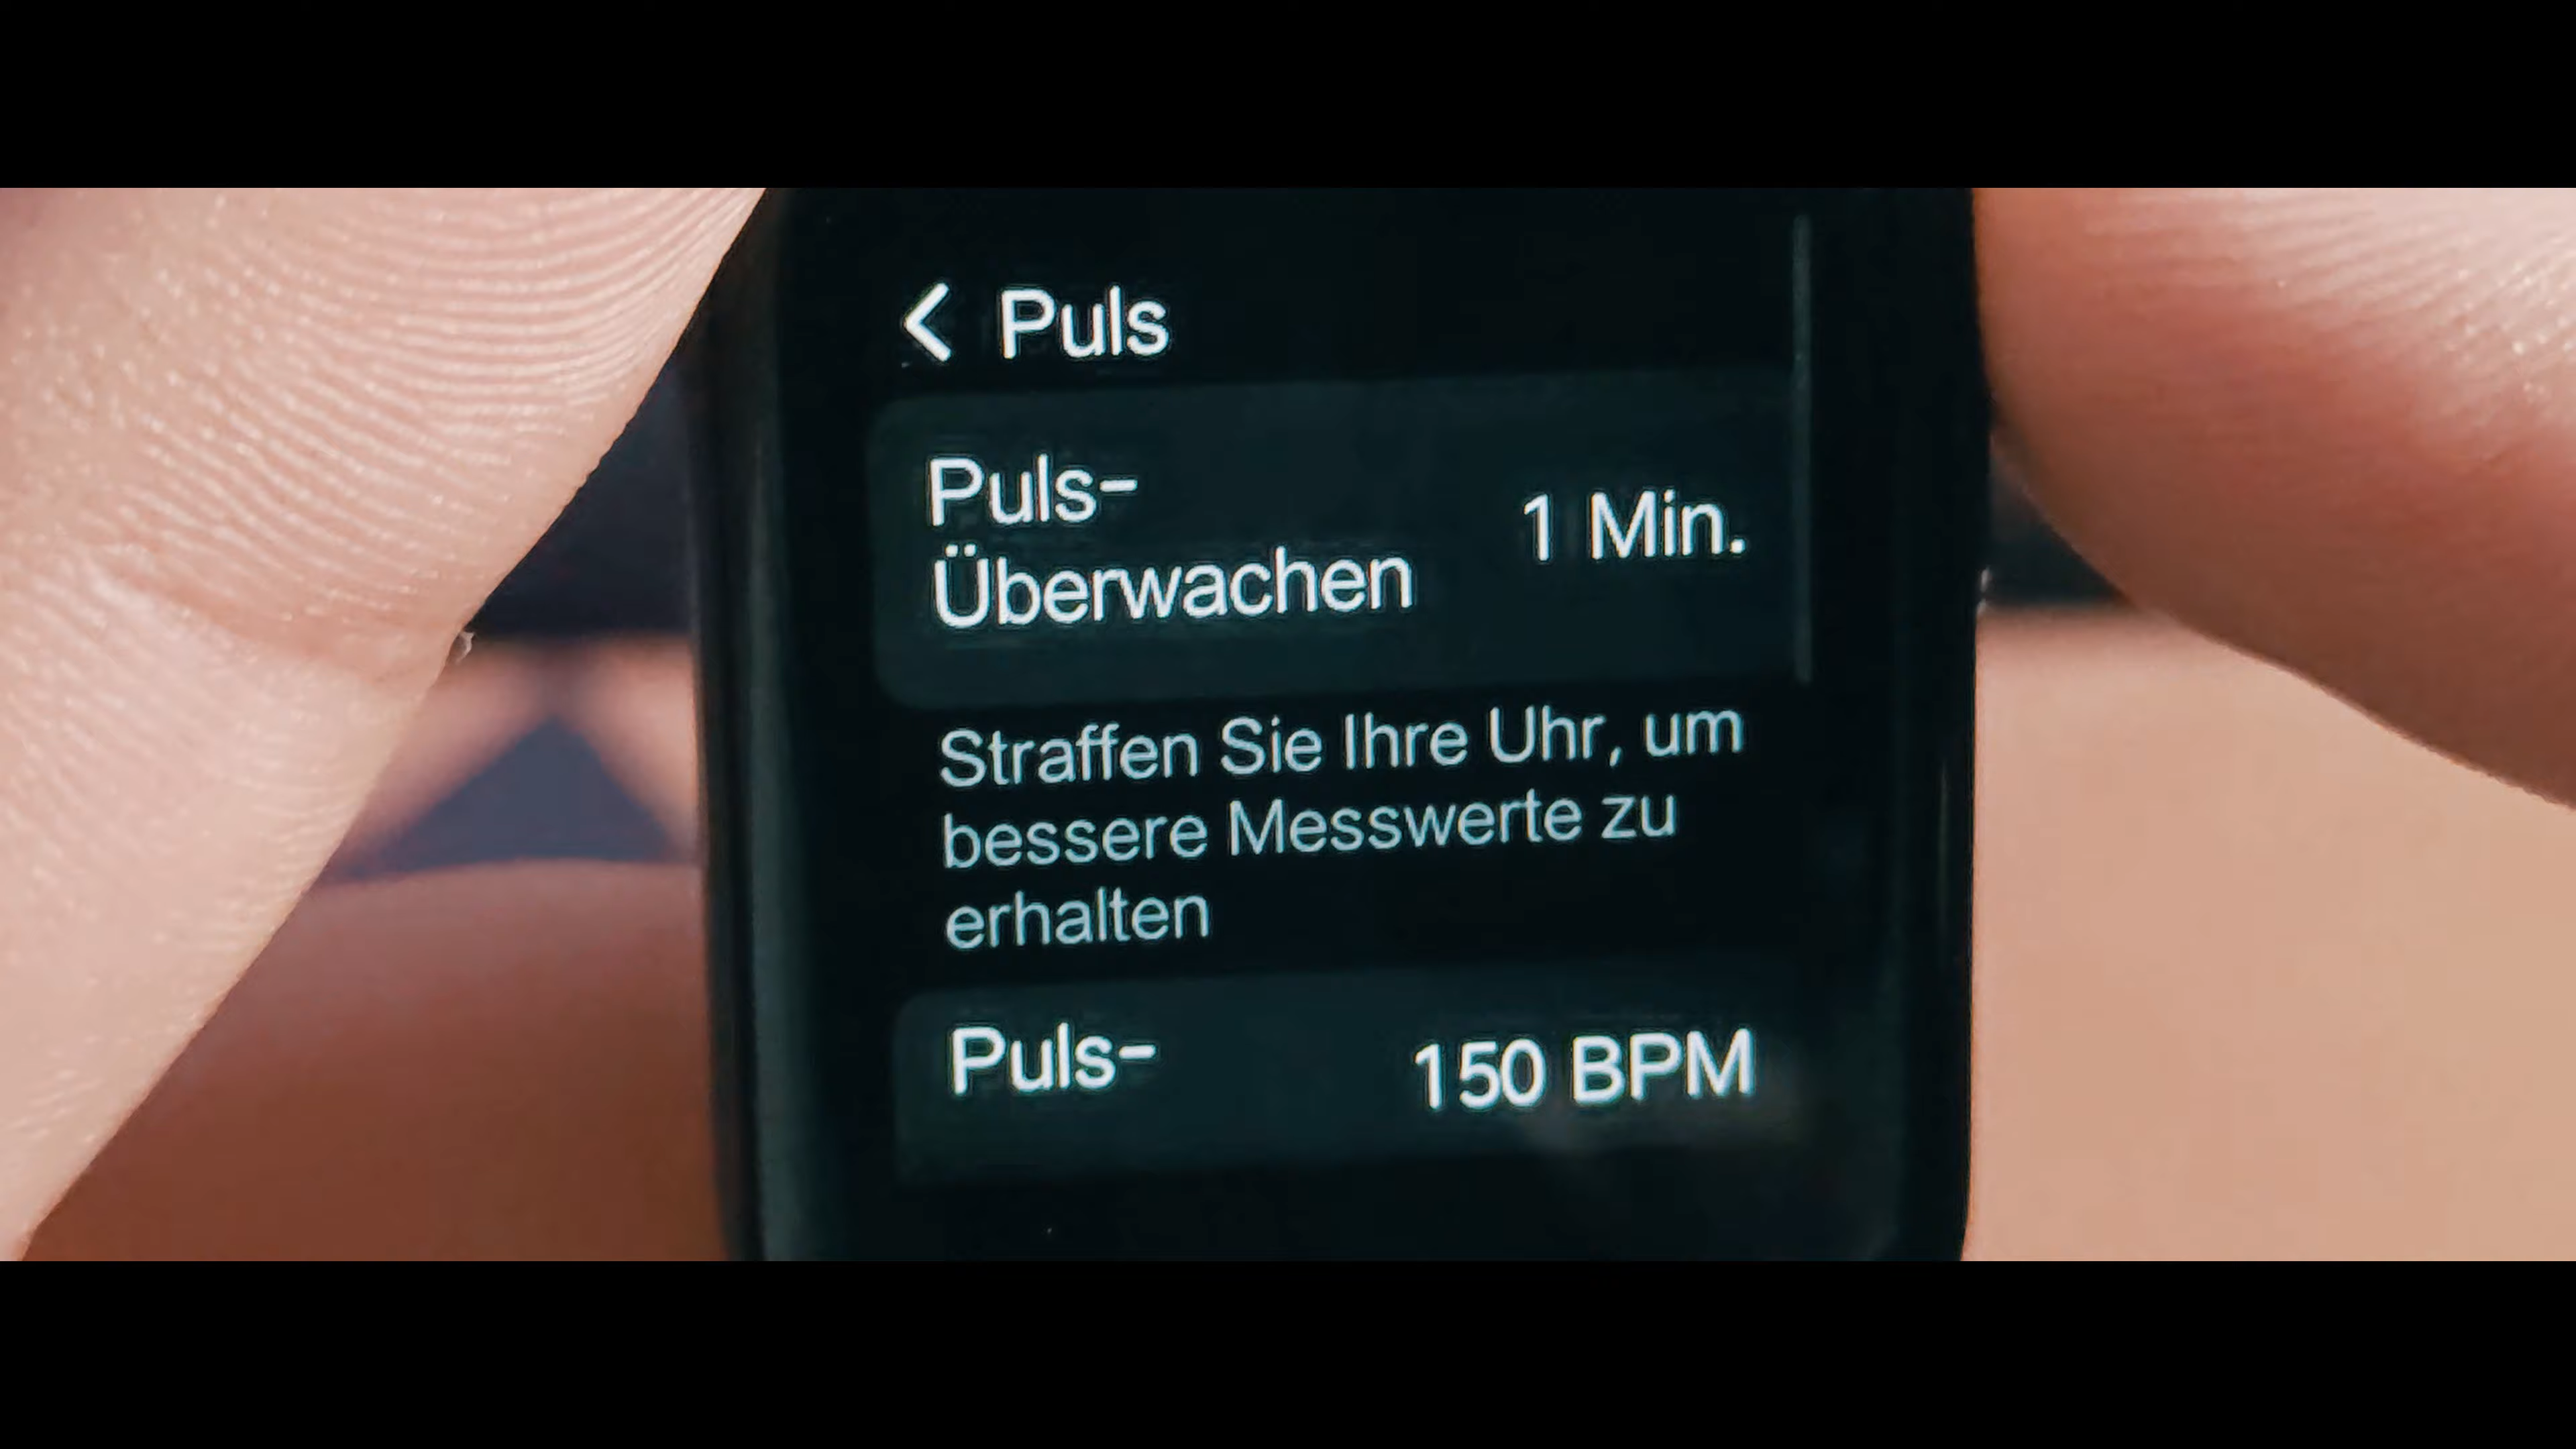 < Puls
Puls-
Überwachen
1 Min.
Straffen Sie Ihre Uhr, um
bessere Messwerte zu
erhalten
Puls-
150 BPM